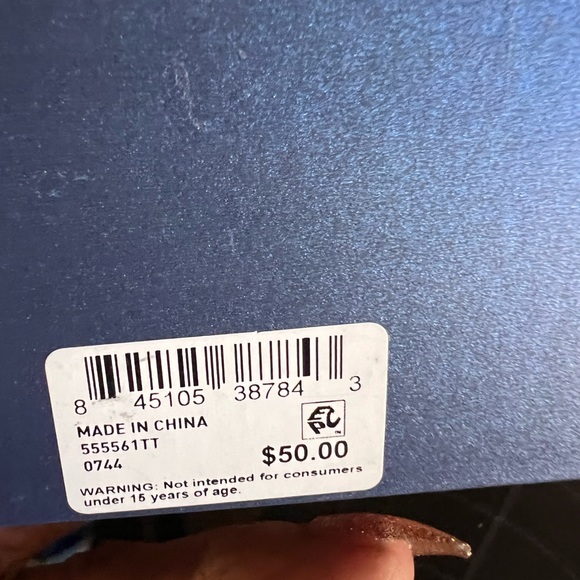 8 45105 38784 3
MADE IN CHINA
555561TT
0744
EPC™
$50.00
WARNING: Not intended for consumers
under 15 years of age.